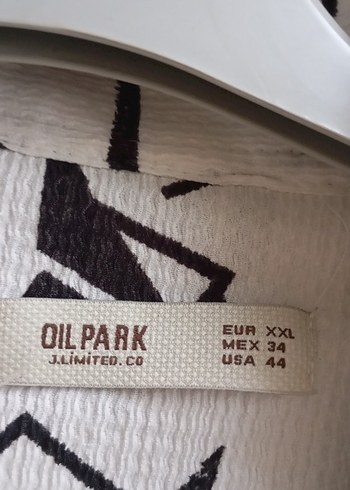 OILPARK
J.LiMiTED.CO
EUR XXL
MEX 34
USA 44